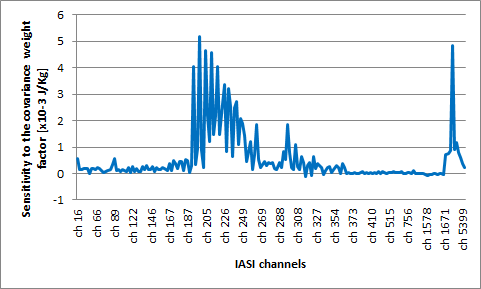 Sensitivity to the covariance weight
factor [x10-3 J/Kg]
6
5
4
3
2
1
0
-1
ch 16
ch 66
ch 89
ch 122
ch 146
ch 167
ch 187
ch 205
ch 226
ch 249
ch 269
ch 288
ch 308
ch 327
ch 354
ch 373
ch 410
ch 515
ch 756
ch 1578
ch 1671
ch 5399
IASI channels